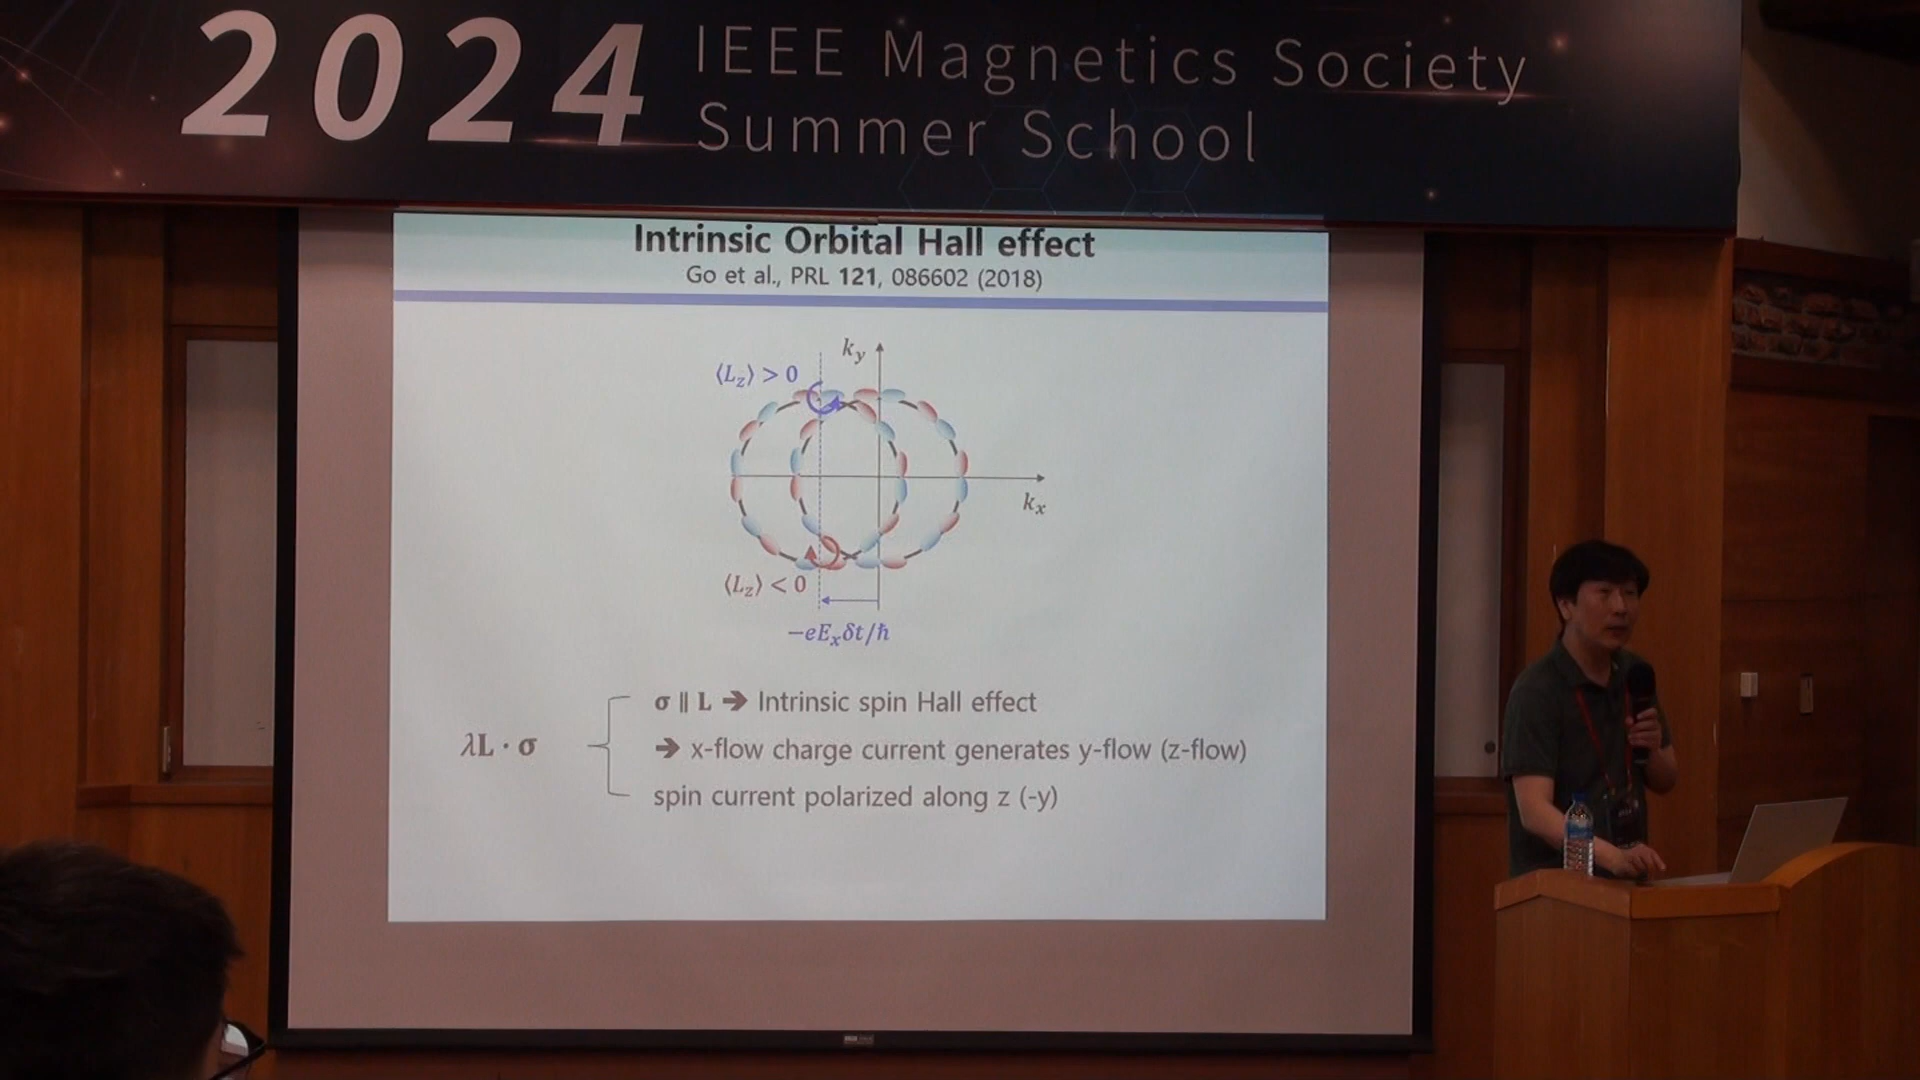 2024 IEEE Magnetics Society
Summer School
Intrinsic Orbital Hall effect
Go et al., PRL 121, 086602 (2018)
k_y
⟨L_z⟩ > 0
k_x
⟨L_z⟩ < 0
−eE_xδt/ħ
σ ∥ L ➔ Intrinsic spin Hall effect
λL · σ
➔ x-flow charge current generates y-flow (z-flow)
spin current polarized along z (-y)